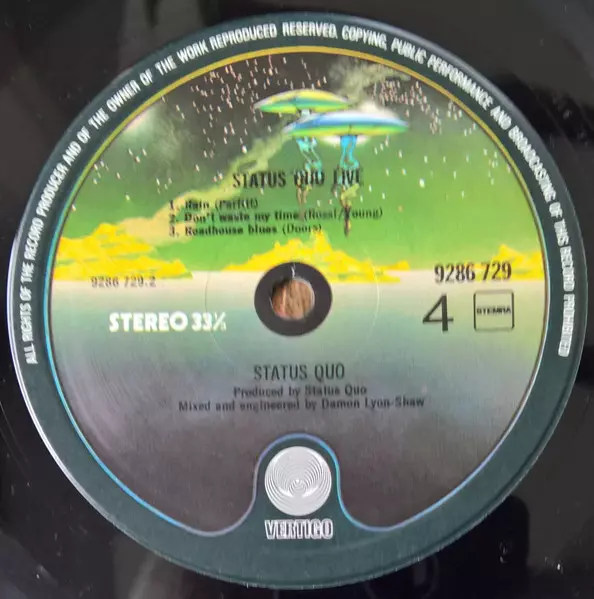 ALL RIGHTS OF THE RECORD PRODUCER AND OF THE OWNER OF THE WORK REPRODUCED RESERVED. COPYING, PUBLIC PERFORMANCE AND BROADCASTING OF THIS RECORD PROHIBITED
STATUS QUO LIVE
1. Rain (Parfitt)
2. Don't waste my time (Rossi/Young)
3. Roadhouse blues (Doors)
9286 729.2
9286 729
STEREO 33⅓
4
STEMRA
STATUS QUO
Produced by Status Quo
Mixed and engineered by Damon Lyon-Shaw
VERTIGO